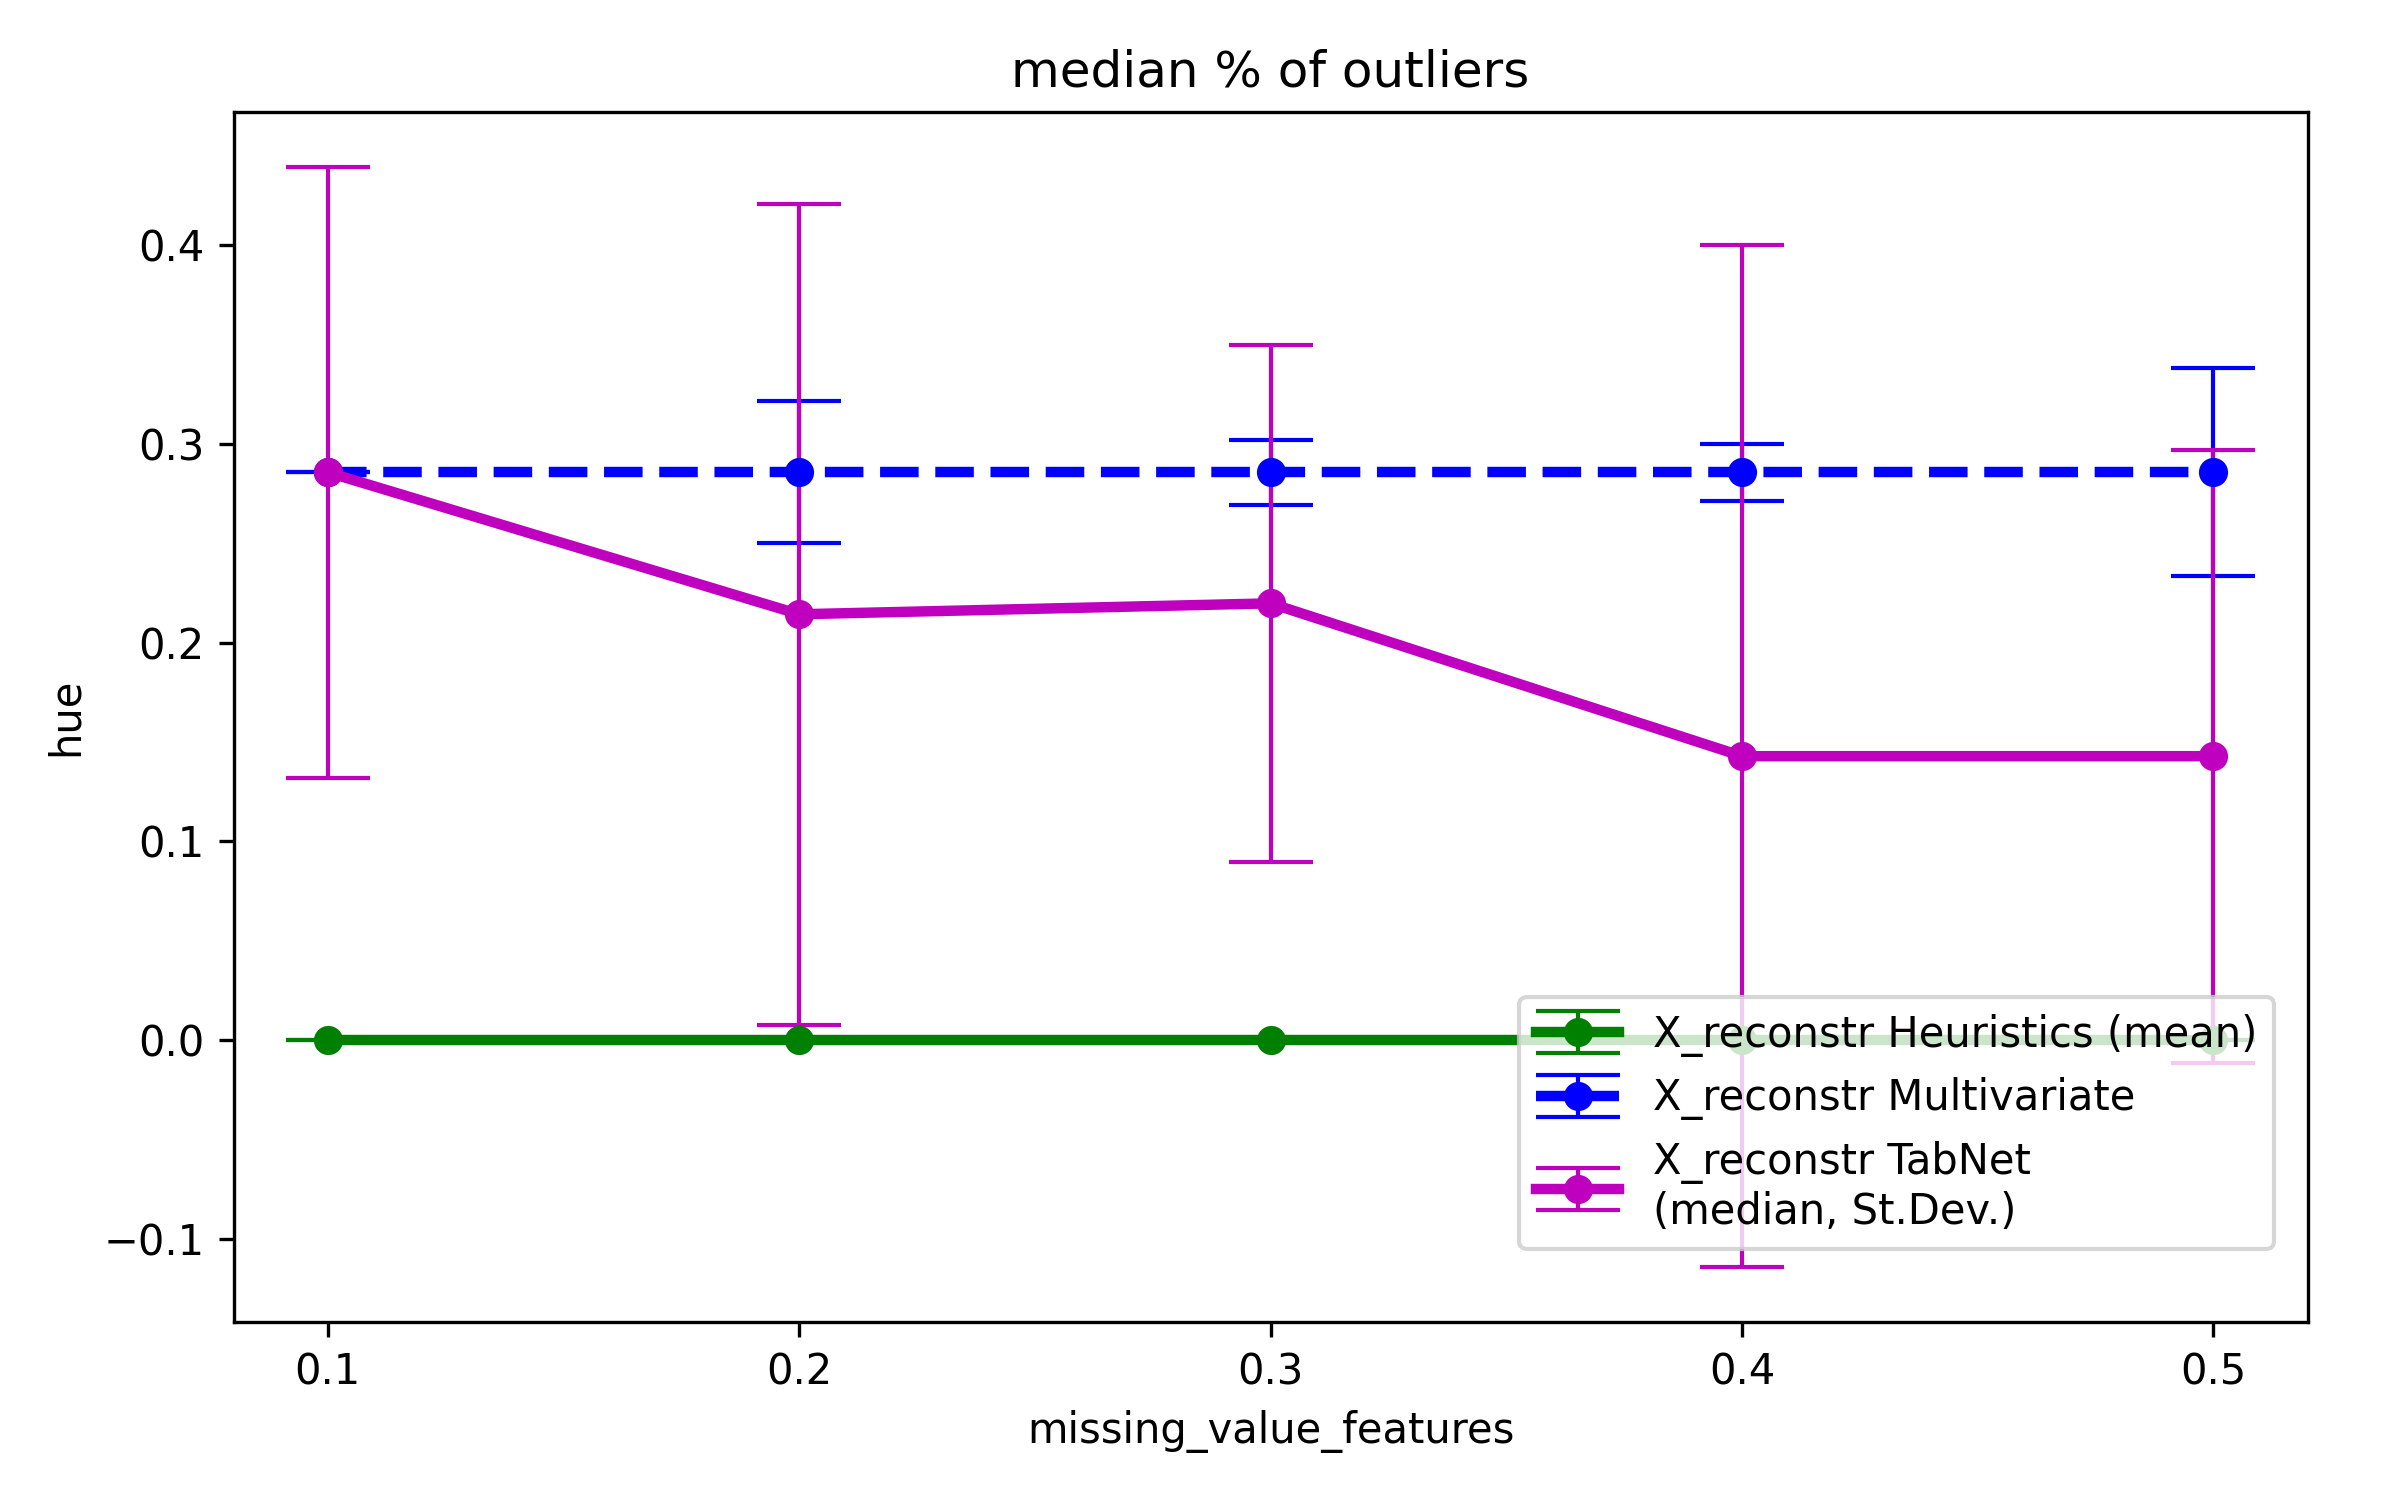 median % of outliers
0.4
0.3
0.2
0.1
0.0
−0.1
hue
X_reconstr Heuristics (mean)
X_reconstr Multivariate
X_reconstr TabNet
(median, St.Dev.)
0.1 0.2 0.3 0.4 0.5
missing_value_features